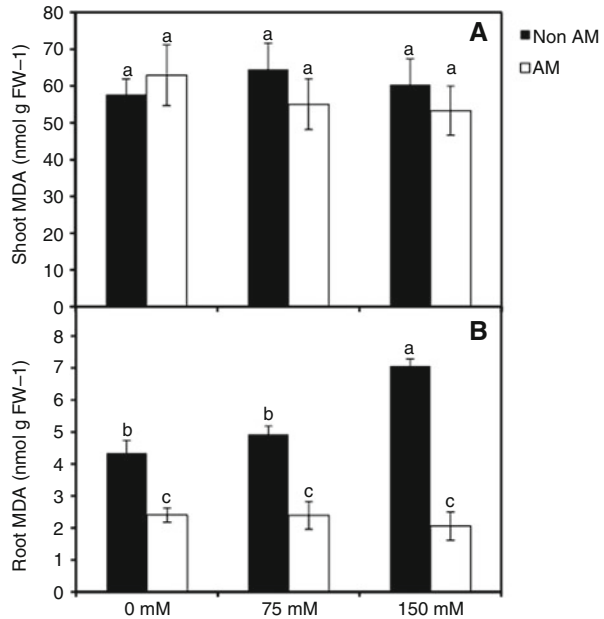 80
70
60
50
40
30
20
10
0
Shoot MDA (nmol g FW–1)
A
a a a a a a
Non AM
AM
8
7
6
5
4
3
2
1
0
Root MDA (nmol g FW–1)
B
b c b c a c
0 mM 75 mM 150 mM